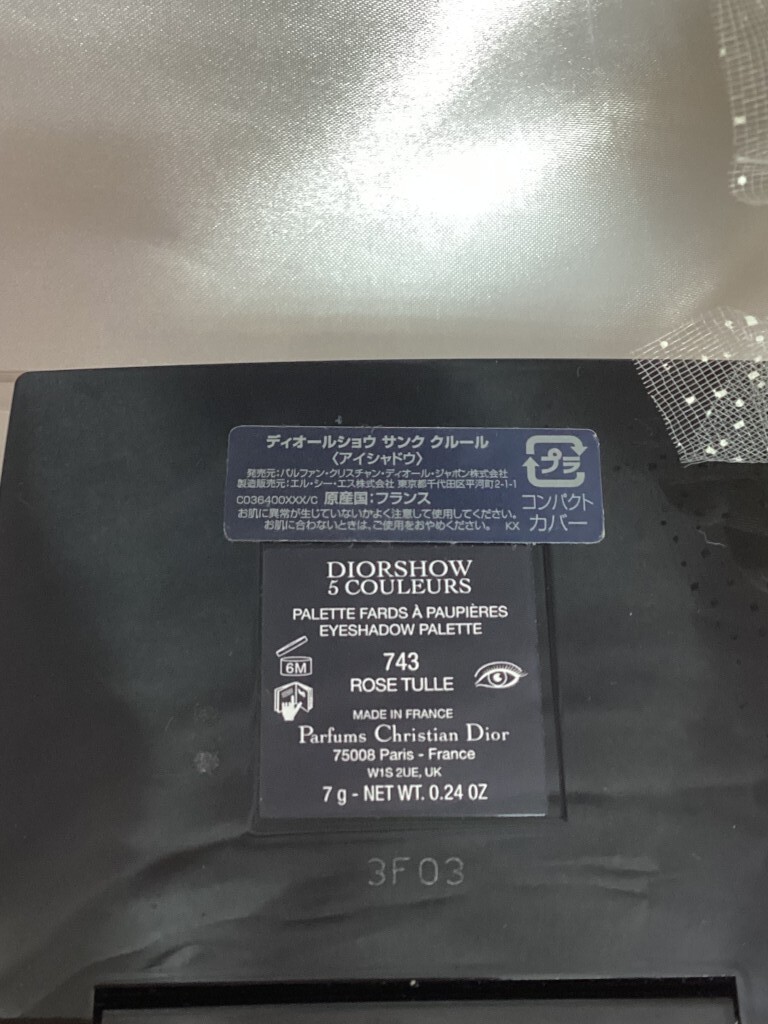 ディオールショウ サンク クルール
〈アイシャドウ〉
発売元:パルファン・クリスチャン・ディオール・ジャポン株式会社
製造販売元:エル・シー・エス株式会社 東京都千代田区平河町2-1-1
CD36400XXX/C 原産国:フランス
お肌に異常が生じていないかよく注意して使用してください。
お肌に合わないときは、ご使用をおやめください。 KX
プラ
コンパクト
カバー
DIORSHOW
5 COULEURS
PALETTE FARDS À PAUPIÈRES
EYESHADOW PALETTE
6M
743
ROSE TULLE
MADE IN FRANCE
Parfums Christian Dior
75008 Paris - France
W1S 2UE, UK
7 g - NET WT. 0.24 OZ
3F03